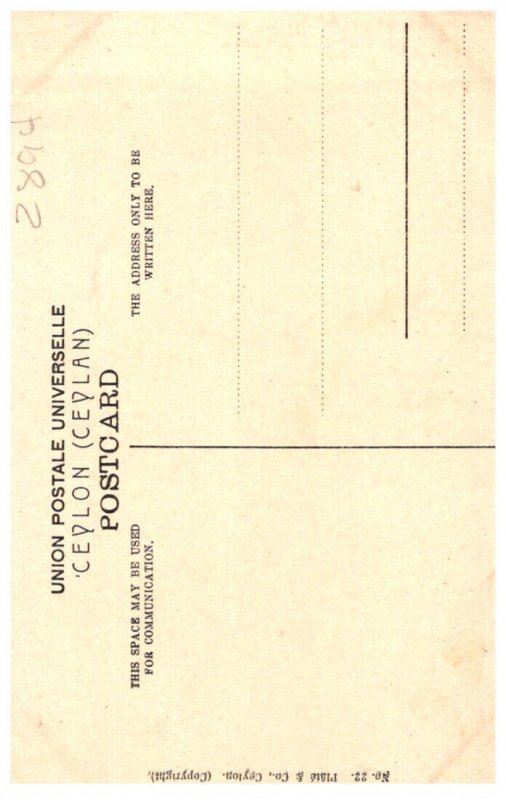 2894
UNION POSTALE UNIVERSELLE
'CEYLON (CEYLAN)
POSTCARD
THIS SPACE MAY BE USED
FOR COMMUNICATION.
THE ADDRESS ONLY TO BE
WRITTEN HERE.
No. 22. Plâté & Co., Ceylon. (Copyright),